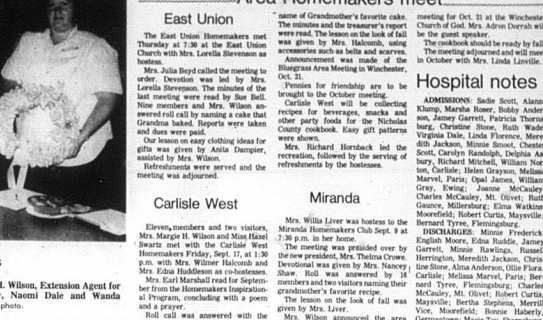 Area Homemakers meet
East Union
The East Union Homemakers met
Thursday at 7:30 at the East Union
Church with Mrs. Lorella Stevenson as
hostess.
Mrs. Julia Boyd called the meeting to
order. Devotion was led by Mrs.
Lorella Stevenson. The minutes of the
last meeting were read by Sue Bell.
Nine members and Mrs. Wilson an-
swered roll call by naming a cake that
Grandma baked. Reports were taken
and dues were paid.
Our lesson on easy clothing ideas for
gifts was given by Anita Dampier,
assisted by Mrs. Wilson.
Refreshments were served and the
meeting was adjourned.
Carlisle West
Eleven members and two visitors,
Mrs. Margie H. Wilson and Miss Hazel
Swartz met with the Carlisle West
Homemakers Friday, Sept. 17, at 1:30
p.m. with Mrs. Wilmer Halcomb and
Mrs. Edna Huddleson as co-hostesses.
Mrs. Earl Marshall read for Septem-
ber from the Homemakers Inspiration-
al Program, concluding with a poem
and a prayer.
Roll call was answered with the
name of Grandmother's favorite cake.
The minutes and the treasurer's report
were read. The lesson on the look of fall
was given by Mrs. Halcomb, using
accessories such as belts and scarves.
Announcement was made of the
Bluegrass Area Meeting in Winchester,
Oct. 21.
Pennies for friendship are to be
brought to the October meeting.
Carlisle West will be collecting
recipes for beverages, snacks and
other party foods for the Nicholas
County cookbook. Easy gift patterns
were shown.
Mrs. Richard Hornback led the
recreation, followed by the serving of
refreshments by the hostesses.
Miranda
Mrs. Willis Liver was hostess to the
Miranda Homemakers Club Sept. 9 at
7:30 p.m. in her home.
The meeting was presided over by
the new president, Mrs. Thelma Crowe.
Devotional was given by Mrs. Nancy
Shaw. Roll was answered by 16
members and two visitors naming their
grandmother's favorite recipe.
The lesson on the look of fall was
given by Mrs. Liver.
Mrs. Wilson announced the area
meeting for Oct. 21 at the Winchester
Church of God. Mrs. Adron Dorrah will
be the guest speaker.
The cookbook should be ready by fall.
The meeting adjourned and will meet
in October with Mrs. Linda Linville.
Hospital notes
ADMISSIONS: Sadie Scott, Alann
Klump, Marsha Roser, Bobby Ander
son, Jamey Garrett, Patricia Thorns
burg, Christine Stone, Ruth Wade
Virginia Dale, Linda Florence, Mere
dith Jackson, Minnie Smoot, Chester
Scott, Carolyn Randolph, Delphia As
bury, Richard Mitchell, William Nor
ton, Carlisle; Helen Grayson, Melissa
Marvel, Paris; Opal James, William
Gray, Ewing; Joanne McCauley
Charles McCauley, Mt. Olivet; Ruth
Gaunce, Millersburg; Elma Watkins
Moorefield; Robert Curtis, Maysville;
Bernard Tyree, Flemingsburg.
DISCHARGES: Minnie Frederick
English Moore, Edna Ruddle, Jamey
Garrett, Minnie Rawlings, Russell
Herrington, Meredith Jackson, Chris
tine Stone, Alma Anderson, Ollie Flora
Carlisle; Melissa Marvel, Paris; Ber
nard Tyree, Flemingsburg; Charles
McCauley, Mt. Olivet; Robert Curtis,
Maysville; Bertha Stephens, Merrill
Vice, Moorefield; Bonnie Haberly,
H. Wilson, Extension Agent for
Naomi Dale and Wanda
photo.